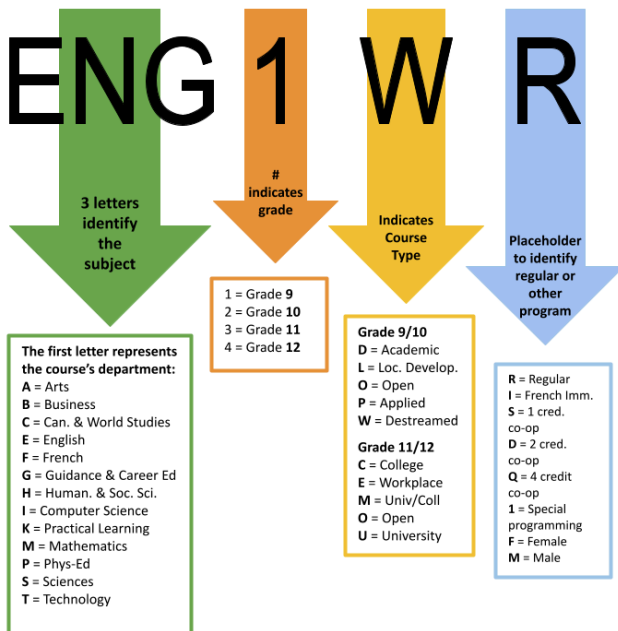 ENG 1 W R
3 letters
identify
the
subject
#
indicates
grade
Indicates
Course
Type
Placeholder
to identify
regular or
other
program
The first letter represents
the course's department:
A = Arts
B = Business
C = Can. & World Studies
E = English
F = French
G = Guidance & Career Ed
H = Human. & Soc. Sci.
I = Computer Science
K = Practical Learning
M = Mathematics
P = Phys-Ed
S = Sciences
T = Technology
1 = Grade 9
2 = Grade 10
3 = Grade 11
4 = Grade 12
Grade 9/10
D = Academic
L = Loc. Develop.
O = Open
P = Applied
W = Destreamed
Grade 11/12
C = College
E = Workplace
M = Univ/Coll
O = Open
U = University
R = Regular
I = French Imm.
S = 1 cred.
co-op
D = 2 cred.
co-op
Q = 4 credit
co-op
1 = Special
programming
F = Female
M = Male